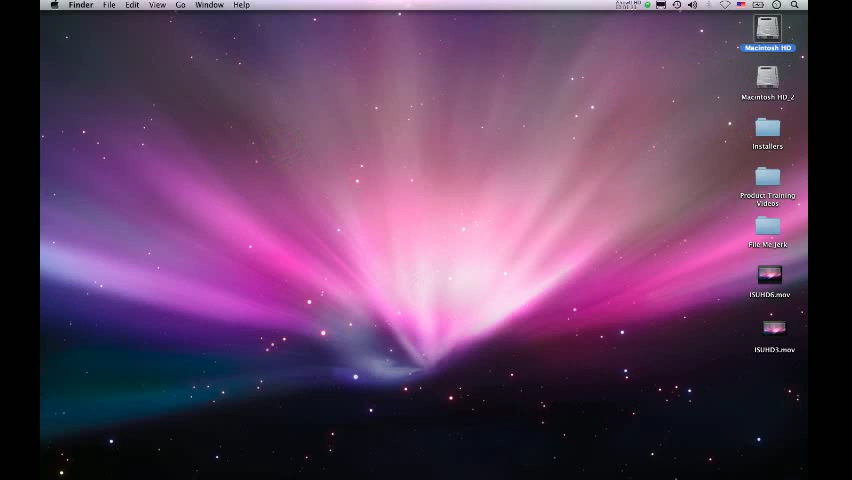 Finder File Edit View Go Window Help
Macintosh HD
Macintosh HD_2
Installers
Product Training
Videos
File Me Jerk
ISUHD6.mov
ISUHD3.mov